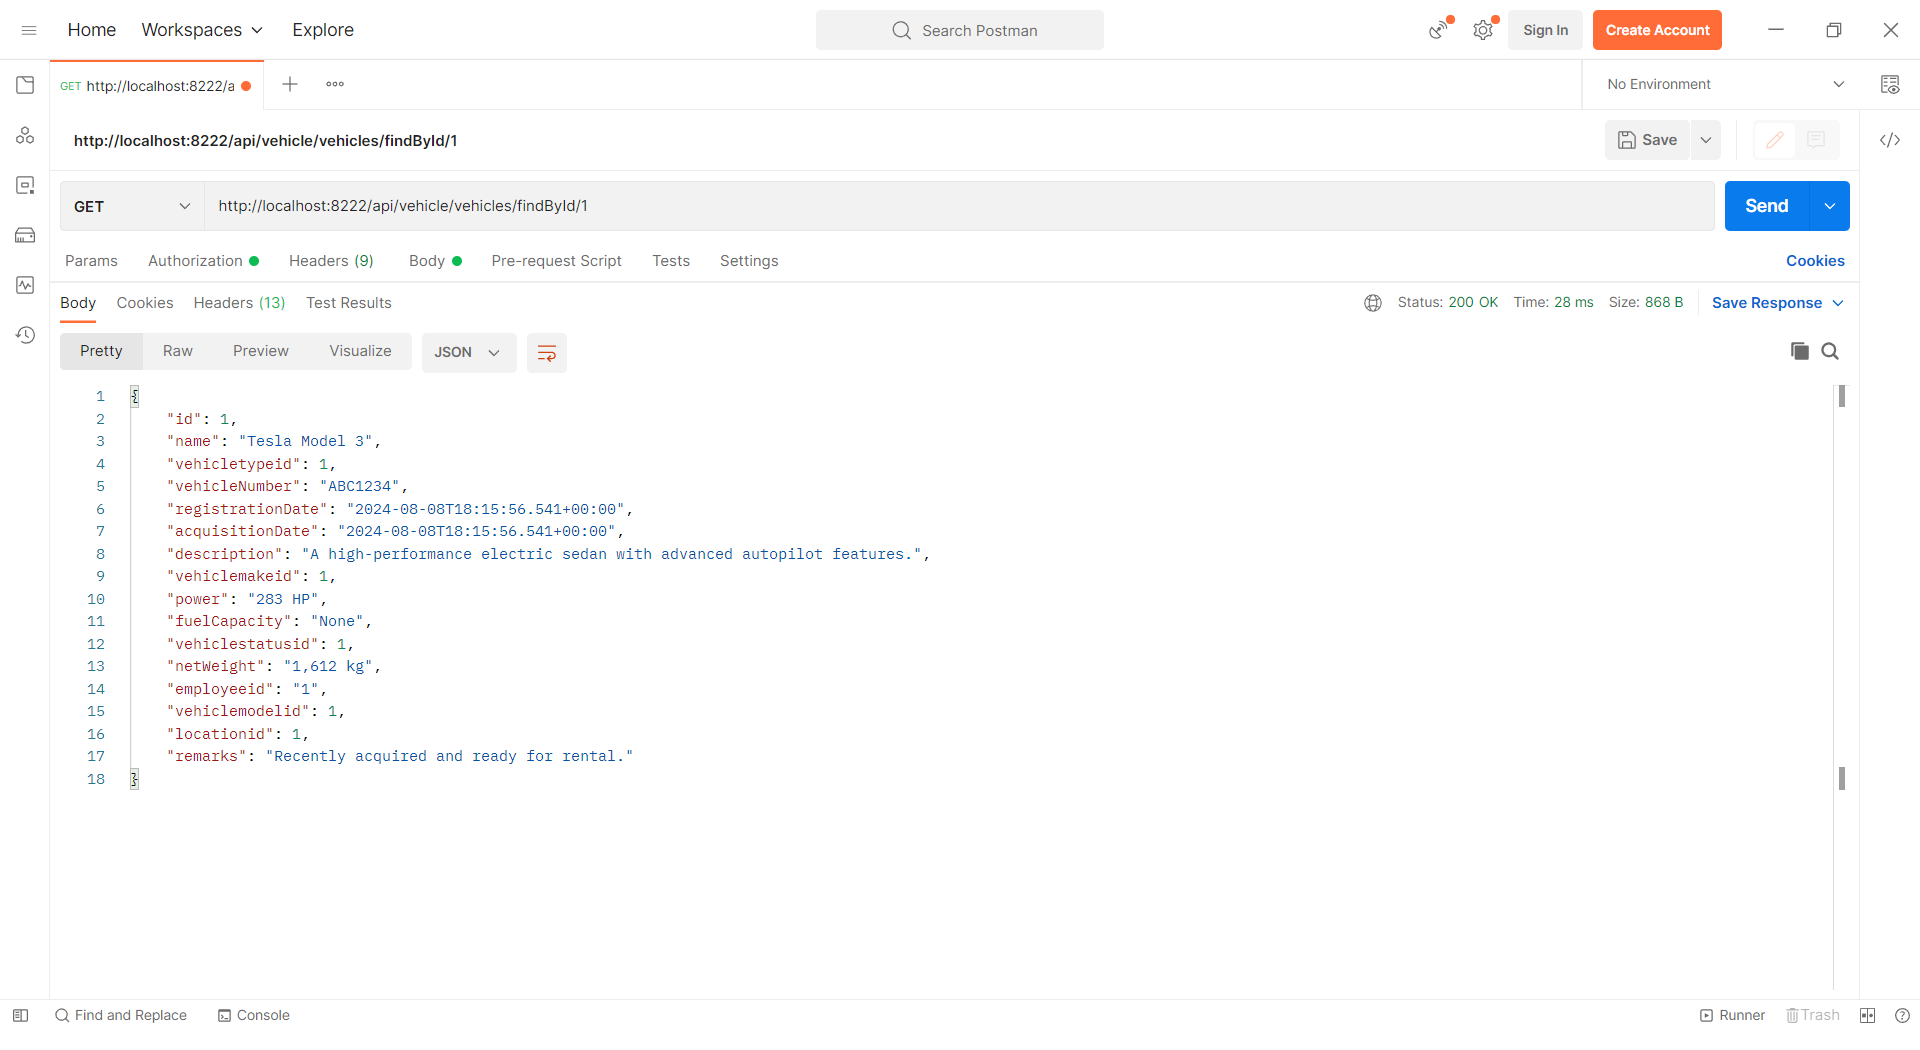 Home Workspaces Explore Search Postman Sign In Create Account
GET http://localhost:8222/a No Environment
http://localhost:8222/api/vehicle/vehicles/findById/1 Save
GET http://localhost:8222/api/vehicle/vehicles/findById/1 Send
Params Authorization Headers (9) Body Pre-request Script Tests Settings Cookies
Body Cookies Headers (13) Test Results Status: 200 OK Time: 28 ms Size: 868 B Save Response
Pretty Raw Preview Visualize JSON
1 {
2 "id": 1,
3 "name": "Tesla Model 3",
4 "vehicletypeid": 1,
5 "vehicleNumber": "ABC1234",
6 "registrationDate": "2024-08-08T18:15:56.541+00:00",
7 "acquisitionDate": "2024-08-08T18:15:56.541+00:00",
8 "description": "A high-performance electric sedan with advanced autopilot features.",
9 "vehiclemakeid": 1,
10 "power": "283 HP",
11 "fuelCapacity": "None",
12 "vehiclestatusid": 1,
13 "netWeight": "1,612 kg",
14 "employeeid": "1",
15 "vehiclemodelid": 1,
16 "locationid": 1,
17 "remarks": "Recently acquired and ready for rental."
18 }
Find and Replace Console Runner Trash